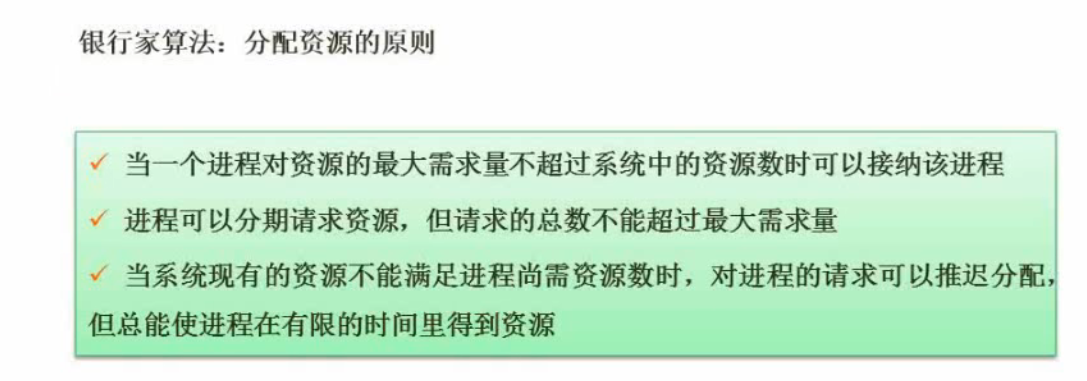 银行家算法：分配资源的原则
✓ 当一个进程对资源的最大需求量不超过系统中的资源数时可以接纳该进程
✓ 进程可以分期请求资源，但请求的总数不能超过最大需求量
✓ 当系统现有的资源不能满足进程尚需资源数时，对进程的请求可以推迟分配，
但总能使进程在有限的时间里得到资源